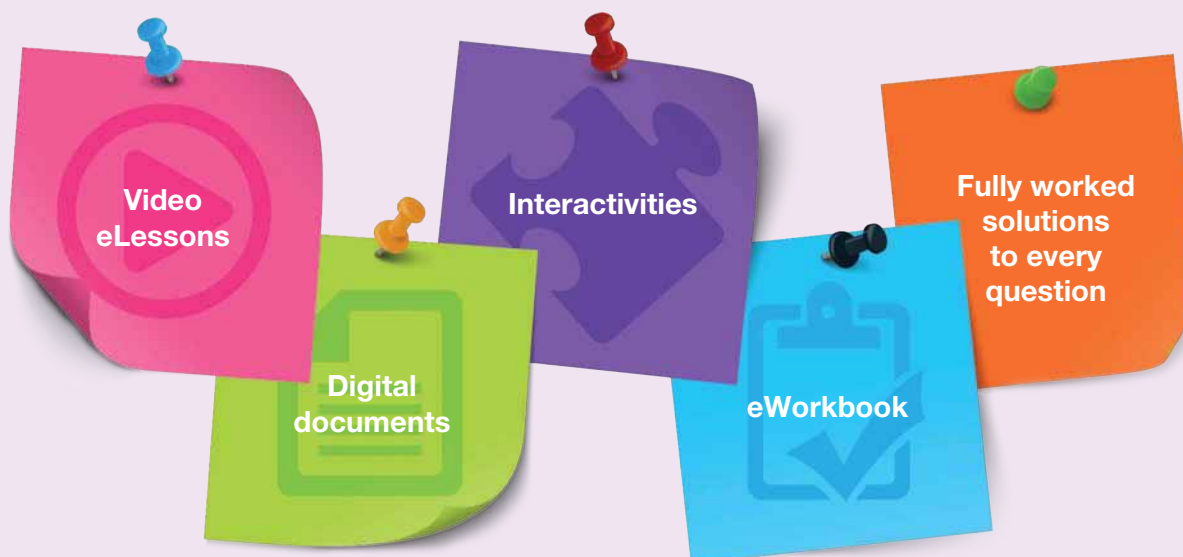 Video
eLessons
Digital
documents
Interactivities
eWorkbook
Fully worked
solutions
to every
question